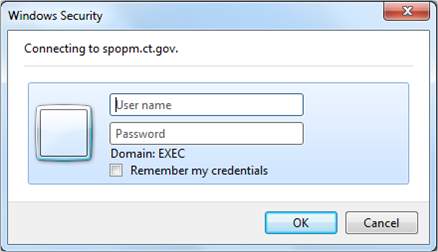 Windows Security
Connecting to spopm.ct.gov.
User name
Password
Domain: EXEC
Remember my credentials
OK
Cancel